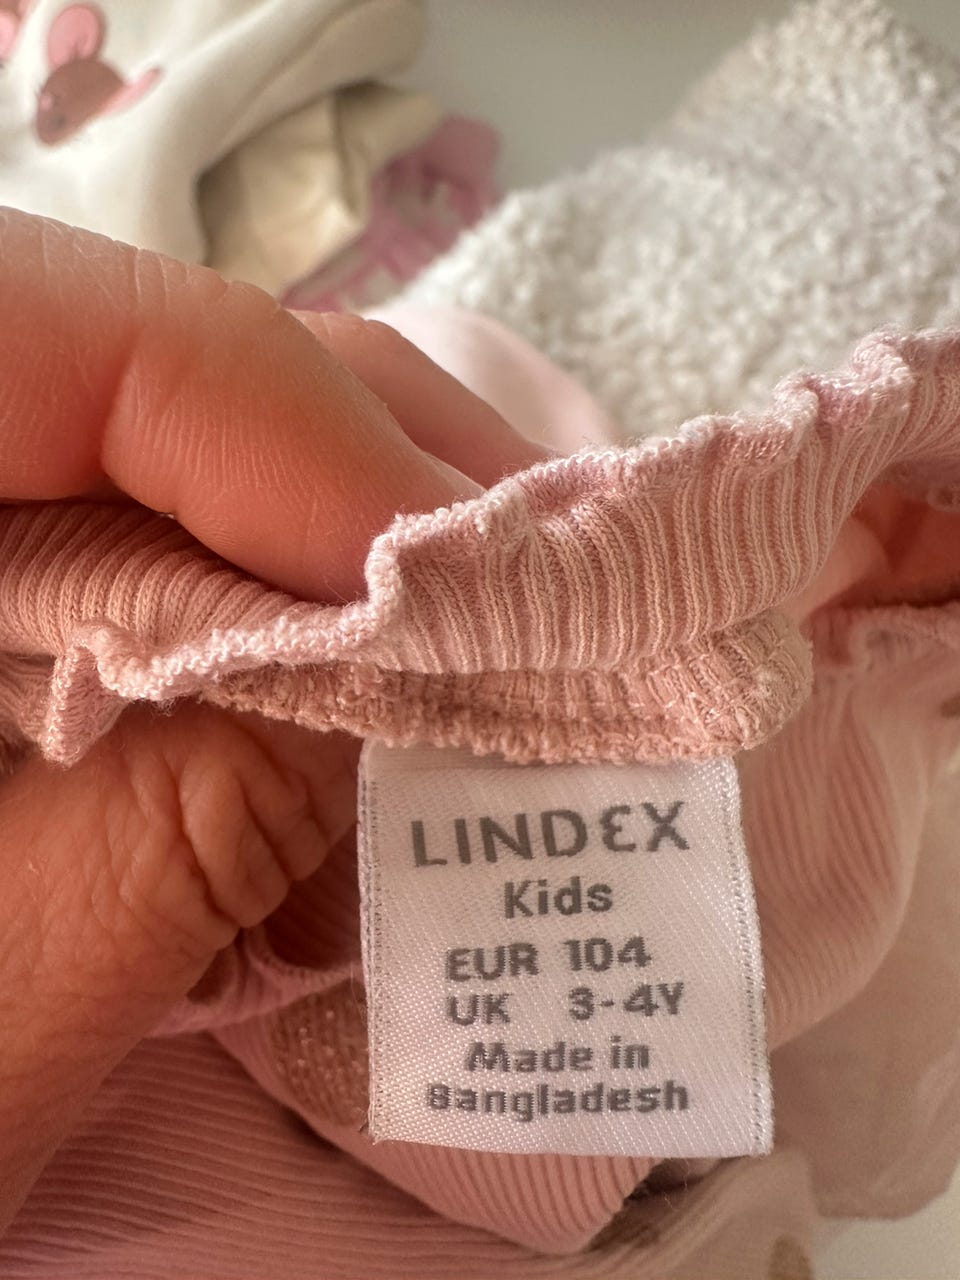 LINDEX
Kids
EUR 104
UK 3-4Y
Made in
Bangladesh